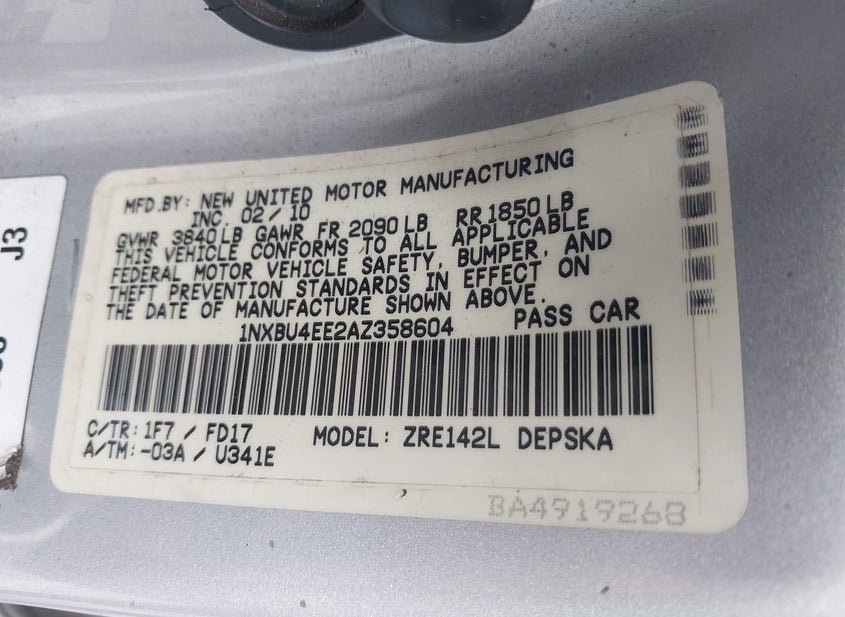 J3
MFD.BY: NEW UNITED MOTOR MANUFACTURING
INC. 02/10
GVWR 3840LB GAWR FR 2090LB RR1850LB
THIS VEHICLE CONFORMS TO ALL APPLICABLE
FEDERAL MOTOR VEHICLE SAFETY, BUMPER, AND
THEFT PREVENTION STANDARDS IN EFFECT ON
THE DATE OF MANUFACTURE SHOWN ABOVE.
1NXBU4EE2AZ358604 PASS CAR
C/TR: 1F7 / FD17 MODEL: ZRE142L DEPSKA
A/TM: -03A / U341E
BA4919268